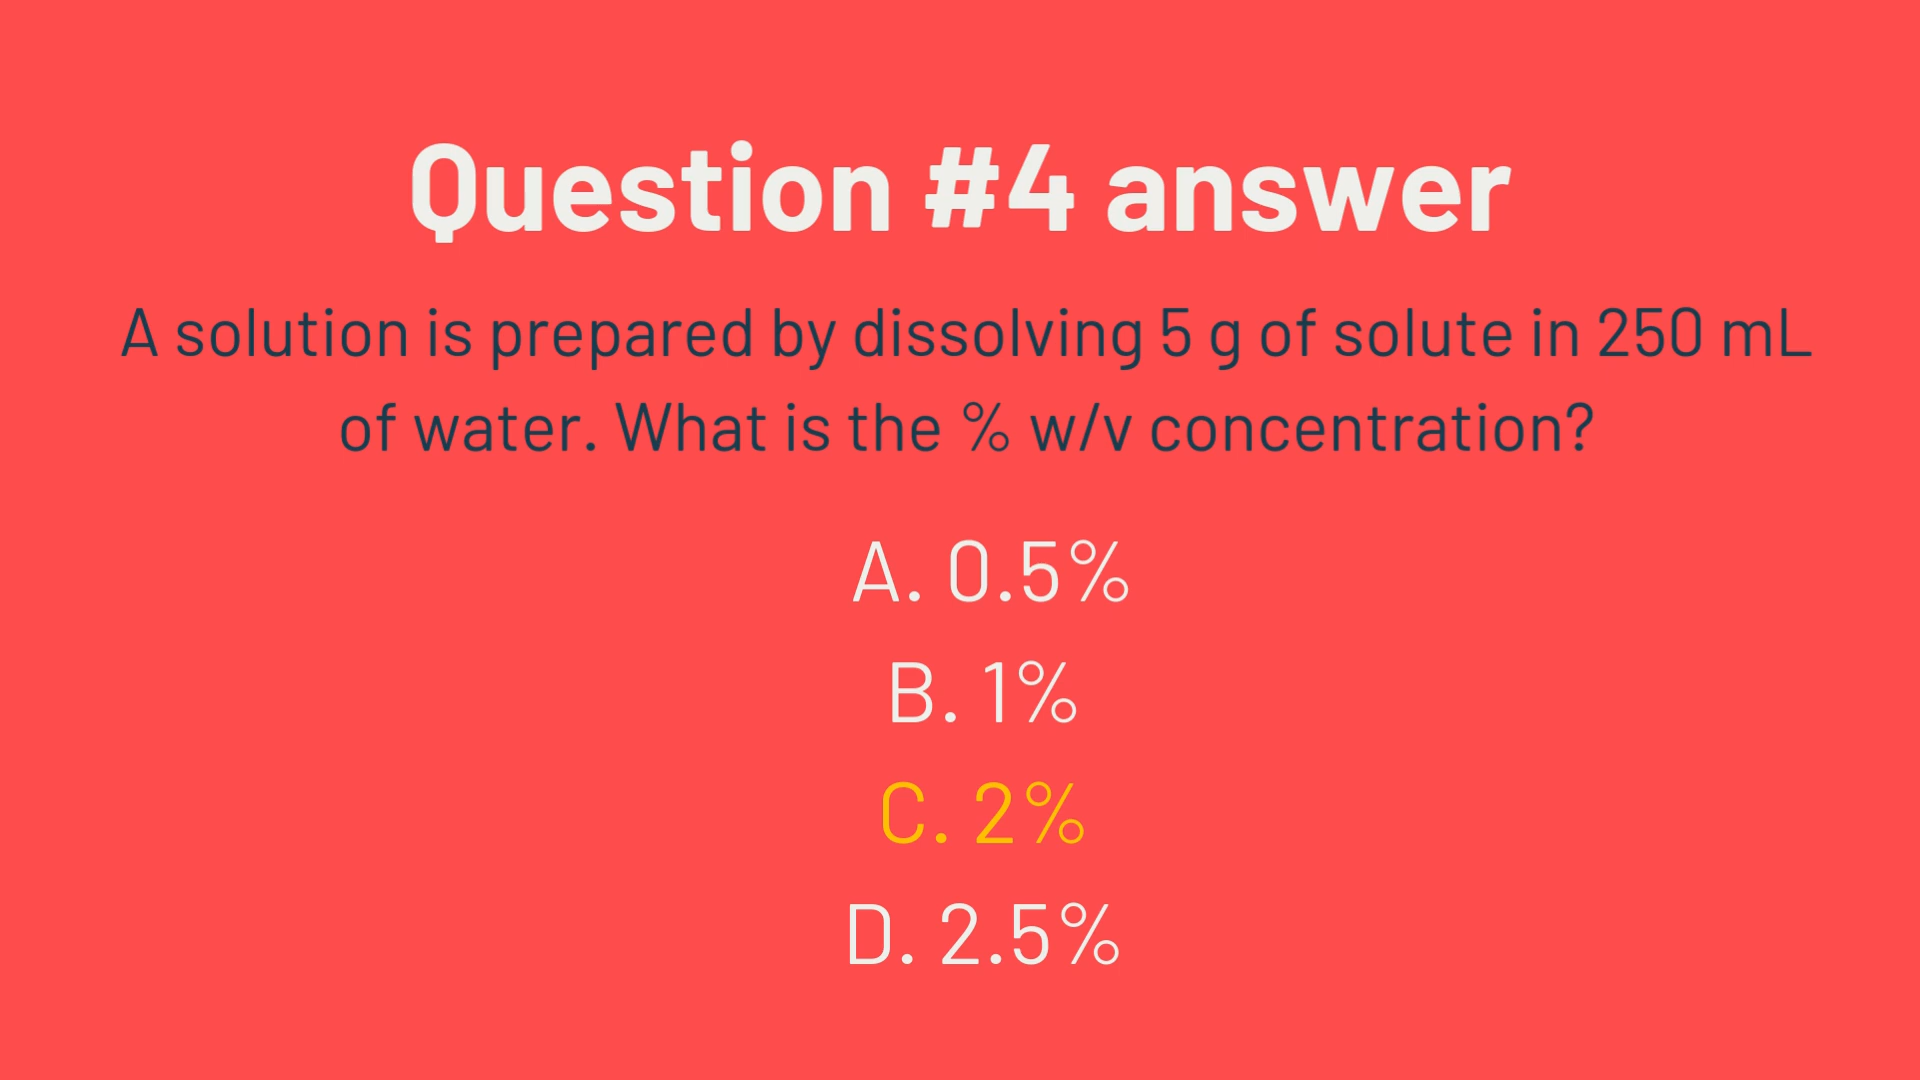 Question #4 answer
A solution is prepared by dissolving 5 g of solute in 250 mL
of water. What is the % w/v concentration?
A. 0.5%
B. 1%
C. 2%
D. 2.5%